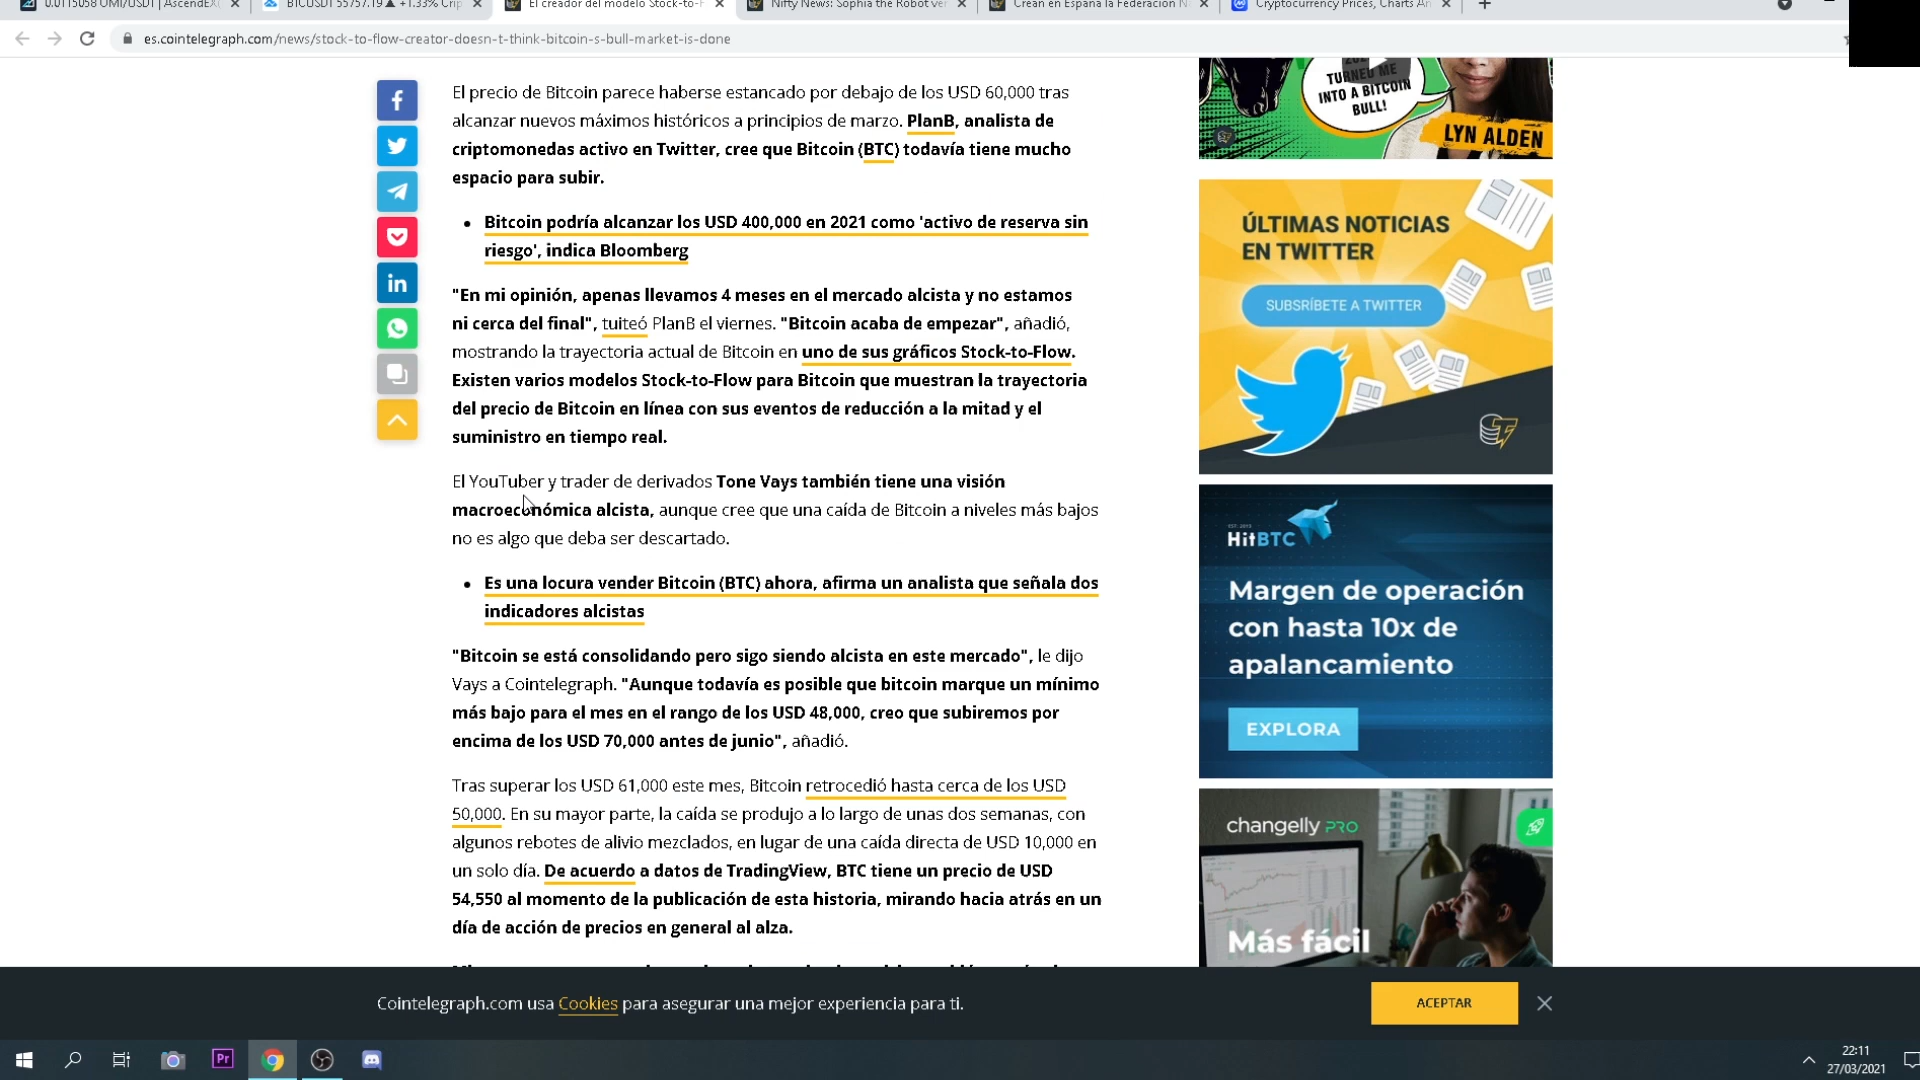 0.0115058 UMI/USDT | AscendEX(
BTCUSDT 55757.19 ▲ +1.33% Crip
El creador del modelo Stock-to-F
Nifty News: Sophia the Robot ve
Crean en España la Federación N
Cryptocurrency Prices, Charts An
es.cointelegraph.com/news/stock-to-flow-creator-doesn-t-think-bitcoin-s-bull-market-is-done
El precio de Bitcoin parece haberse estancado por debajo de los USD 60,000 tras
alcanzar nuevos máximos históricos a principios de marzo. PlanB, analista de
criptomonedas activo en Twitter, cree que Bitcoin (BTC) todavía tiene mucho
espacio para subir.
• Bitcoin podría alcanzar los USD 400,000 en 2021 como 'activo de reserva sin
riesgo', indica Bloomberg
"En mi opinión, apenas llevamos 4 meses en el mercado alcista y no estamos
ni cerca del final", tuiteó PlanB el viernes. "Bitcoin acaba de empezar", añadió,
mostrando la trayectoria actual de Bitcoin en uno de sus gráficos Stock-to-Flow.
Existen varios modelos Stock-to-Flow para Bitcoin que muestran la trayectoria
del precio de Bitcoin en línea con sus eventos de reducción a la mitad y el
suministro en tiempo real.
El YouTuber y trader de derivados Tone Vays también tiene una visión
macroeconómica alcista, aunque cree que una caída de Bitcoin a niveles más bajos
no es algo que deba ser descartado.
• Es una locura vender Bitcoin (BTC) ahora, afirma un analista que señala dos
indicadores alcistas
"Bitcoin se está consolidando pero sigo siendo alcista en este mercado", le dijo
Vays a Cointelegraph. "Aunque todavía es posible que bitcoin marque un mínimo
más bajo para el mes en el rango de los USD 48,000, creo que subiremos por
encima de los USD 70,000 antes de junio", añadió.
Tras superar los USD 61,000 este mes, Bitcoin retrocedió hasta cerca de los USD
50,000. En su mayor parte, la caída se produjo a lo largo de unas dos semanas, con
algunos rebotes de alivio mezclados, en lugar de una caída directa de USD 10,000 en
un solo día. De acuerdo a datos de TradingView, BTC tiene un precio de USD
54,550 al momento de la publicación de esta historia, mirando hacia atrás en un
día de acción de precios en general al alza.
TURNED ME
INTO A BITCOIN
BULL!
LYN ALDEN
ÚLTIMAS NOTICIAS
EN TWITTER
SUBSRÍBETE A TWITTER
HitBTC
Margen de operación
con hasta 10x de
apalancamiento
EXPLORA
changelly PRO
Más fácil
Cointelegraph.com usa Cookies para asegurar una mejor experiencia para ti.
ACEPTAR
Pr
22:11
27/03/2021